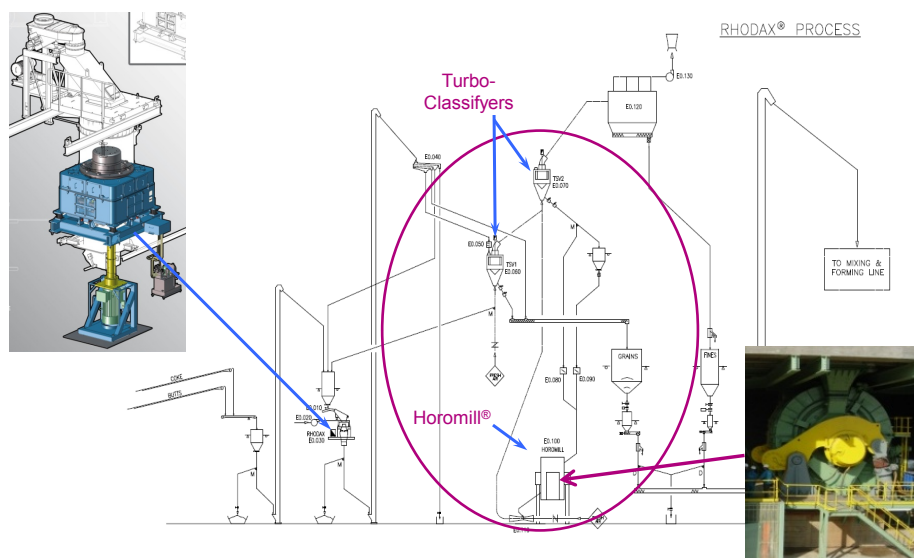 RHODAX® PROCESS
Turbo-
Classifyers
E0.130
E0.120
E0.040
TSV2
E0.070
M
E0.050
TSV1
E0.060
TO MIXING &
FORMING LINE
M
N
FRESH
AIR
GRAINS
FINES
E0.080
E0.090
COKE
BUTTS
E0.010
E0.020
RHODAX
E0.030
M
M
Horomill®
E0.100
HOROMILL
D
D
N